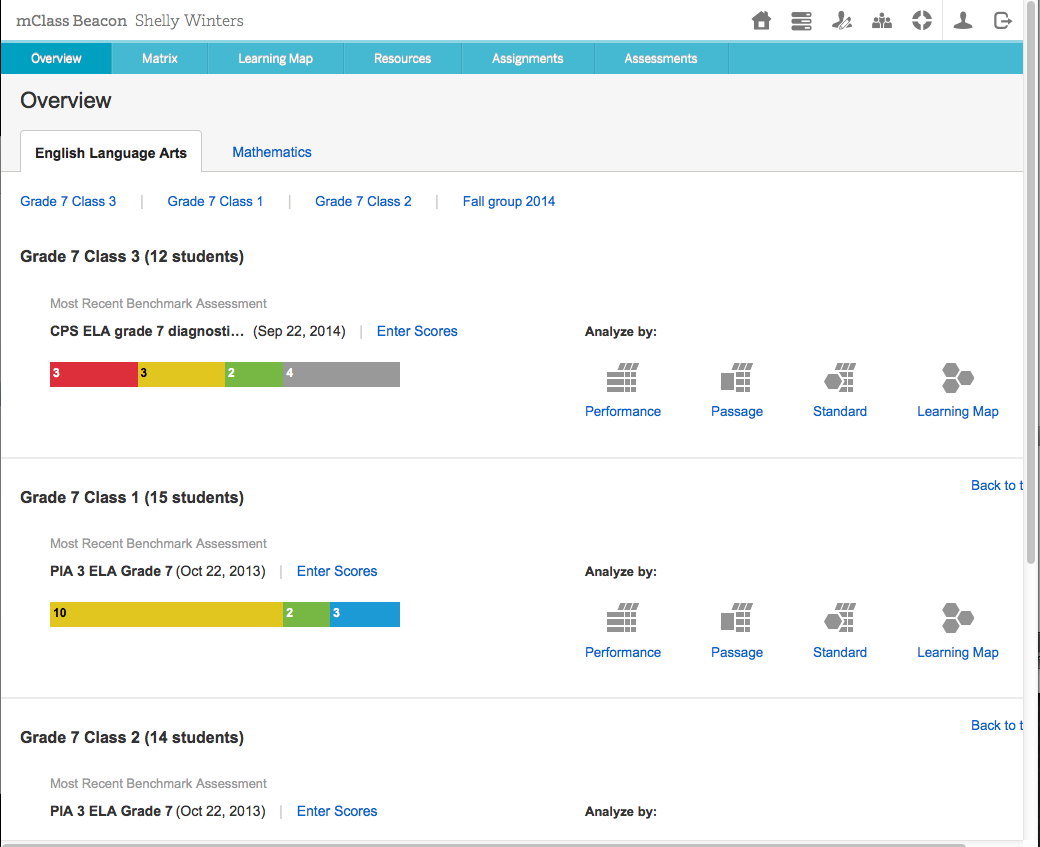 mClass Beacon Shelly Winters
Overview Matrix Learning Map Resources Assignments Assessments
Overview
English Language Arts Mathematics
Grade 7 Class 3 | Grade 7 Class 1 | Grade 7 Class 2 | Fall group 2014
Grade 7 Class 3 (12 students)
Most Recent Benchmark Assessment
CPS ELA grade 7 diagnosti... (Sep 22, 2014) | Enter Scores Analyze by:
3 3 2 4
Performance Passage Standard Learning Map
Back to t
Grade 7 Class 1 (15 students)
Most Recent Benchmark Assessment
PIA 3 ELA Grade 7 (Oct 22, 2013) | Enter Scores Analyze by:
10 2 3
Performance Passage Standard Learning Map
Back to t
Grade 7 Class 2 (14 students)
Most Recent Benchmark Assessment
PIA 3 ELA Grade 7 (Oct 22, 2013) | Enter Scores Analyze by: